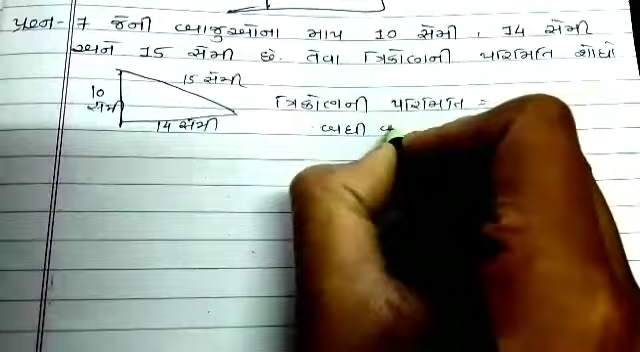 પ્રશ્ન- 7 જેની બાજુઓના માપ 10 સેમી, 14 સેમી
અને 15 સેમી છે. તેવા ત્રિકોણની પરિમિતિ શોધો
15 સેમી
10
સેમી
14 સેમી
ત્રિકોણની પરિમિતિ =
બધી